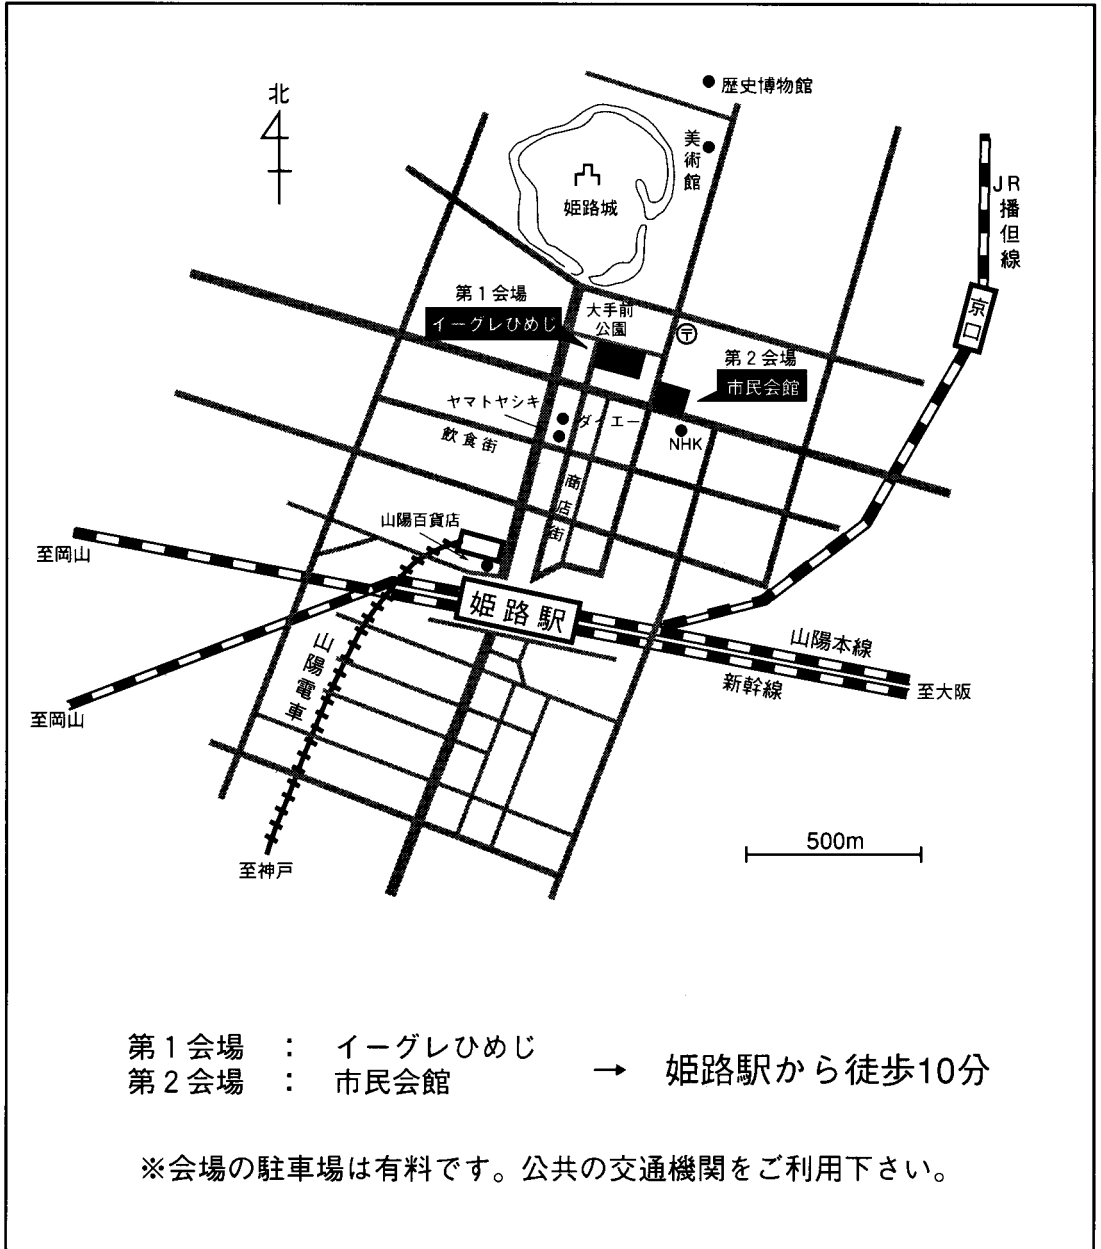 北
歴史博物館
美術館
姫路城
JR播但線
京口
第1会場
イーグレひめじ
大手前
公園
〒
第2会場
市民会館
ヤマトヤシキ
ダイエー
飲食街
NHK
商店街
山陽百貨店
至岡山
姫路駅
山陽本線
新幹線
至大阪
山陽電車
至岡山
至神戸
500m
第1会場 : イーグレひめじ
第2会場 : 市民会館
→ 姫路駅から徒歩10分
※会場の駐車場は有料です。公共の交通機関をご利用下さい。